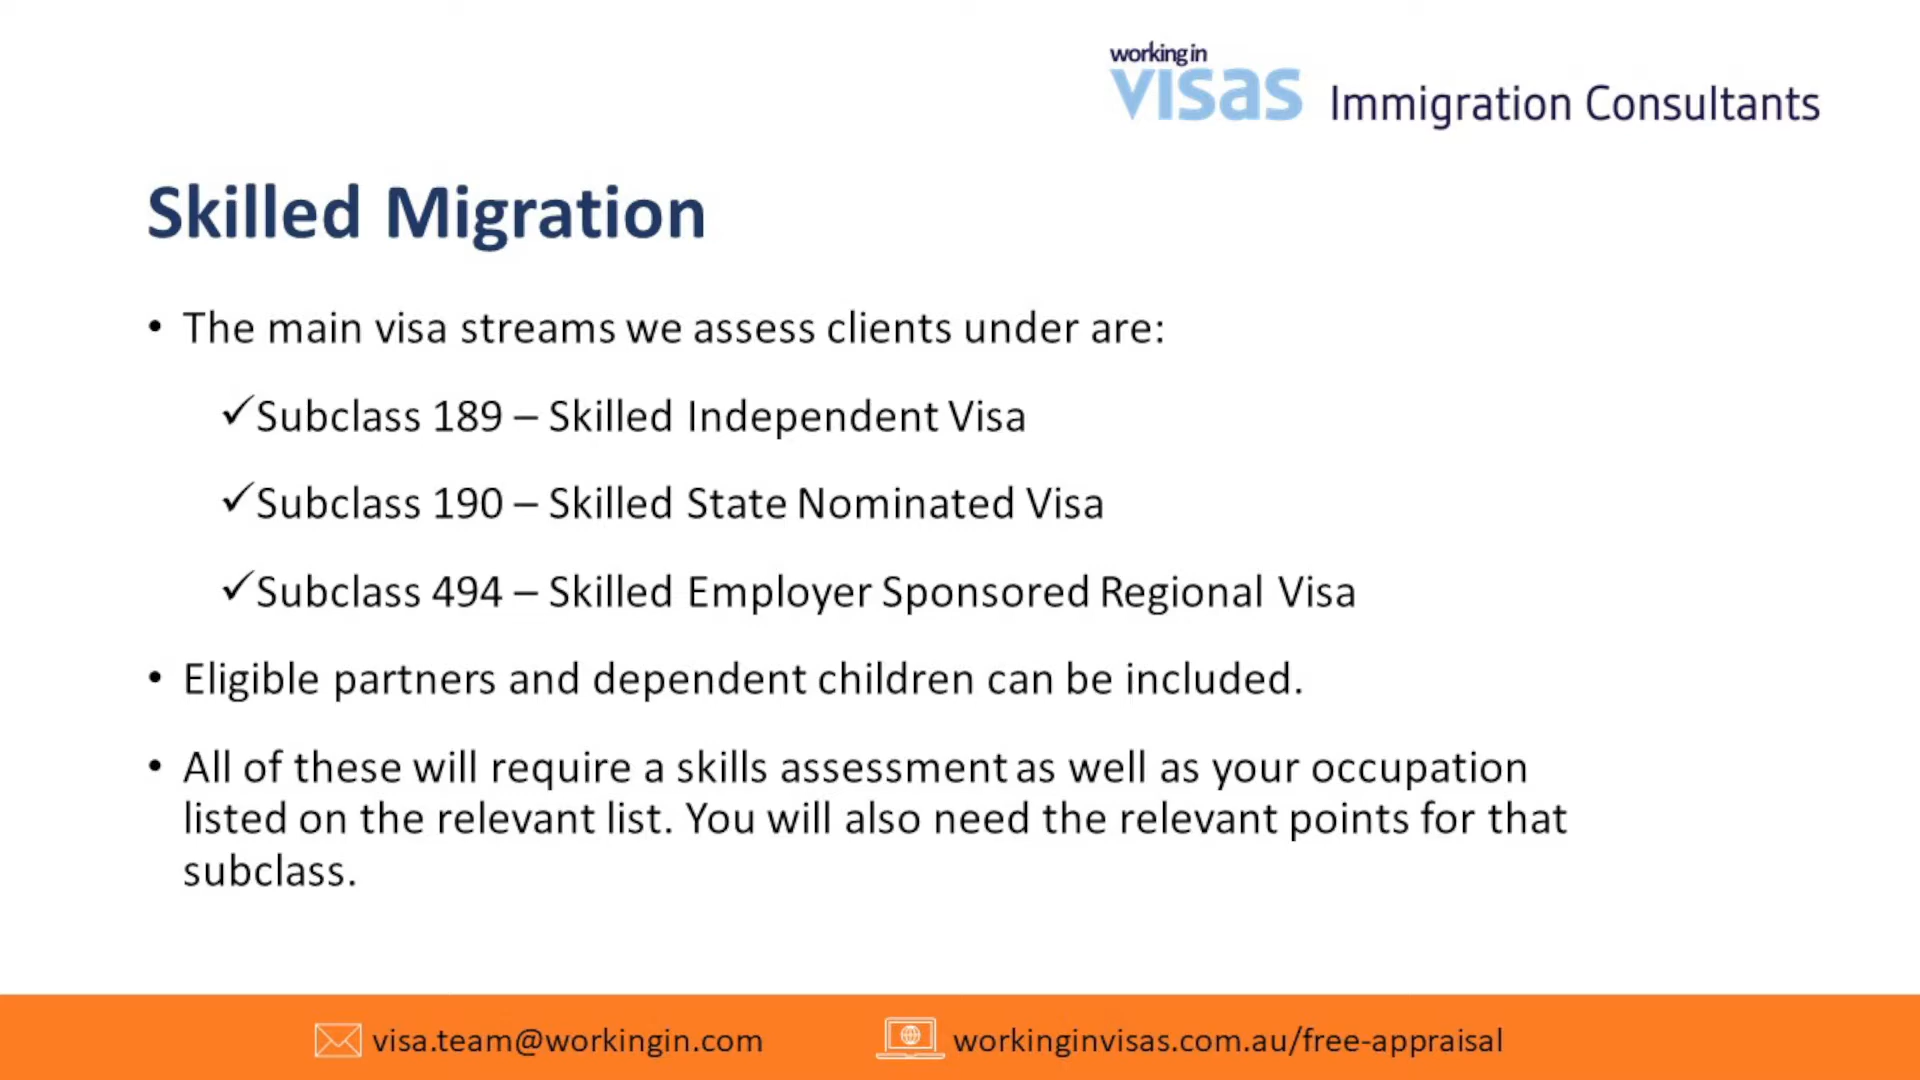 working in
visas Immigration Consultants
Skilled Migration
• The main visa streams we assess clients under are:
✓Subclass 189 – Skilled Independent Visa
✓Subclass 190 – Skilled State Nominated Visa
✓Subclass 494 – Skilled Employer Sponsored Regional Visa
• Eligible partners and dependent children can be included.
• All of these will require a skills assessment as well as your occupation
listed on the relevant list. You will also need the relevant points for that
subclass.
visa.team@workingin.com workinginvisas.com.au/free-appraisal